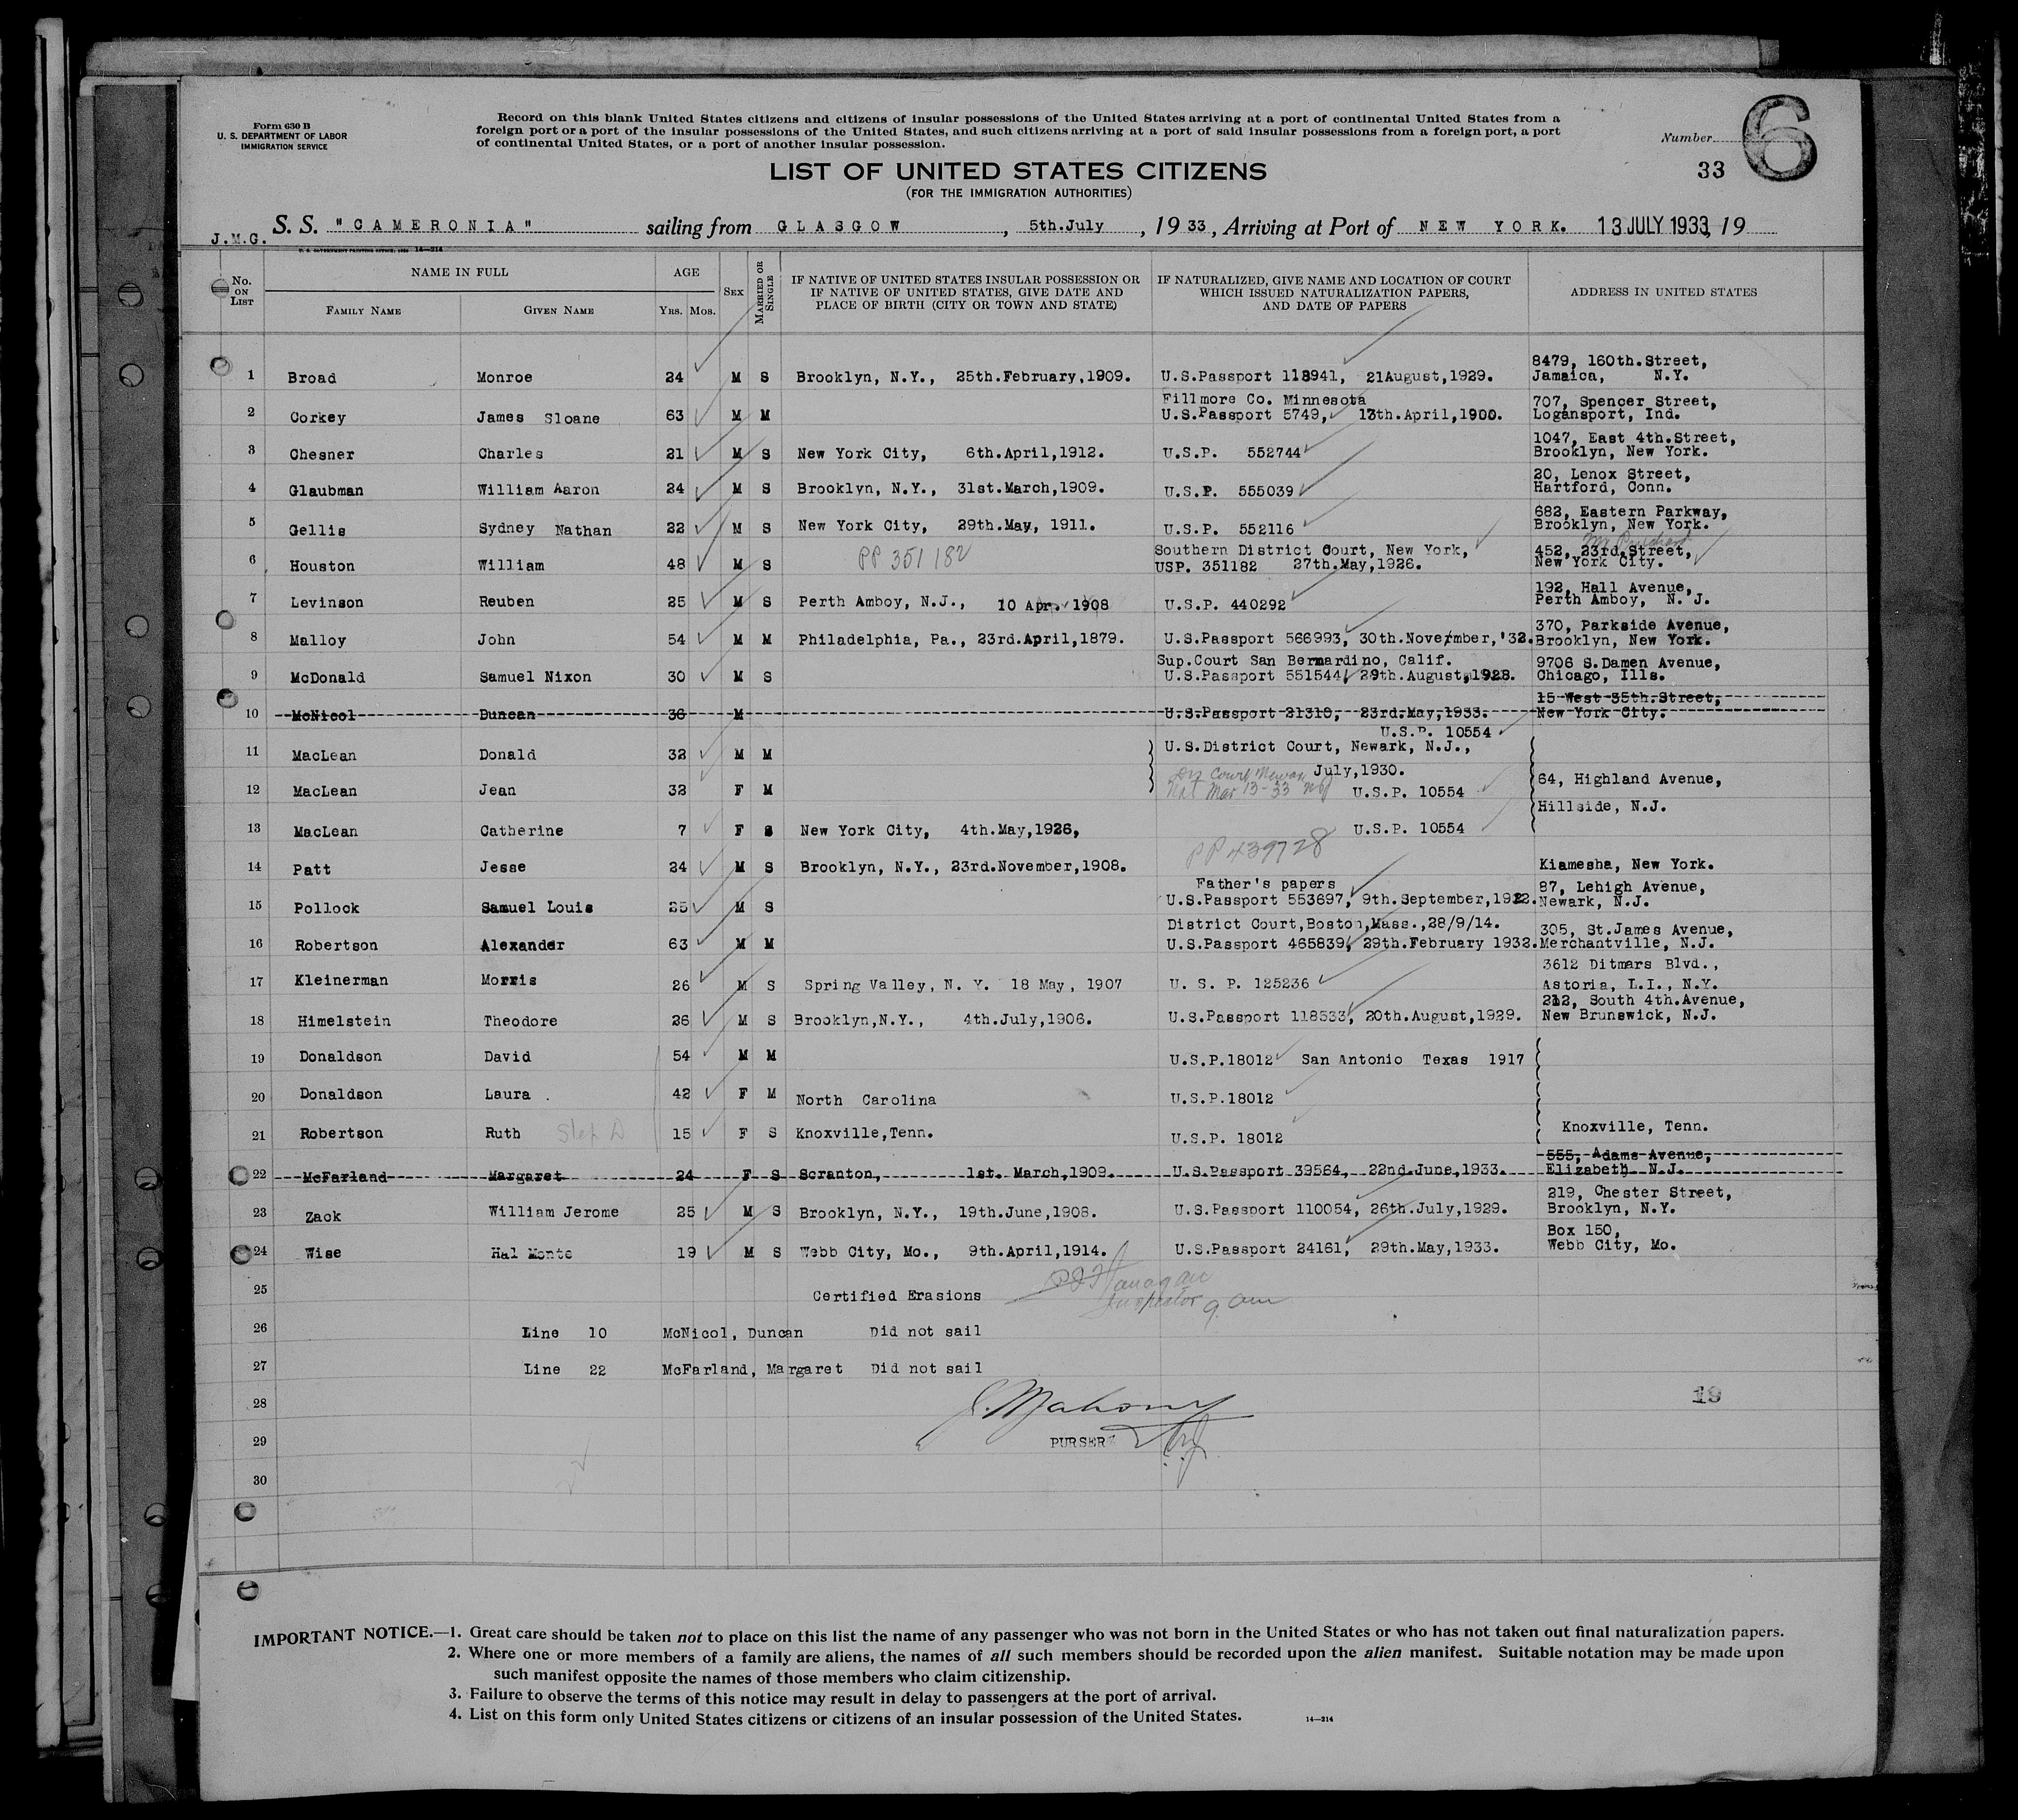 Form 630 B
U. S. DEPARTMENT OF LABOR
IMMIGRATION SERVICE
Record on this blank United States citizens and citizens of insular possessions of the United States arriving at a port of continental United States from a
foreign port or a port of the insular possessions of the United States, and such citizens arriving at a port of said insular possessions from a foreign port, a port
of continental United States, or a port of another insular possession.
Number
6
33
LIST OF UNITED STATES CITIZENS
(FOR THE IMMIGRATION AUTHORITIES)
J.M.G. S. S. "CAMERONIA" sailing from GLASGOW, 5th.July, 1933, Arriving at Port of NEW YORK. 13 JULY 1933, 19
14-214
No. ON LIST NAME IN FULL AGE SEX MARRIED OR SINGLE IF NATIVE OF UNITED STATES INSULAR POSSESSION OR IF NATIVE OF UNITED STATES, GIVE DATE AND PLACE OF BIRTH (CITY OR TOWN AND STATE) IF NATURALIZED, GIVE NAME AND LOCATION OF COURT WHICH ISSUED NATURALIZATION PAPERS, AND DATE OF PAPERS ADDRESS IN UNITED STATES
FAMILY NAME GIVEN NAME YRS. MOS.
8479, 160th.Street,
1 Broad Monroe 24 M S Brooklyn, N.Y., 25th.February,1909. U.S.Passport 118941, 21August,1929. Jamaica, N.Y.
Fillmore Co. Minnesota 707, Spencer Street,
2 Corkey James Sloane 63 M M U.S.Passport 5749, 13th.April,1900. Logansport, Ind.
1047, East 4th.Street,
3 Chesner Charles 21 M S New York City, 6th.April,1912. U.S.P. 552744 Brooklyn, New York.
20, Lenox Street,
4 Glaubman William Aaron 24 M S Brooklyn, N.Y., 31st.March,1909. U.S.P. 555039 Hartford, Conn.
682, Eastern Parkway,
5 Gellis Sydney Nathan 22 M S New York City, 29th.May, 1911. U.S.P. 552116 Brooklyn, New York.
PP 351182 Southern District Court, New York, 452, 23rd.Street,
6 Houston William 48 M S USP. 351182 27th.May,1926. New York City.
192, Hall Avenue,
7 Levinson Reuben 25 M S Perth Amboy, N.J., 10 Apr. 1908 U.S.P. 440292 Perth Amboy, N. J.
370, Parkside Avenue,
8 Malloy John 54 M M Philadelphia, Pa., 23rd.April,1879. U.S.Passport 566993, 30th.November,'32. Brooklyn, New York.
Sup.Court San Bernardino, Calif. 9706 S.Damen Avenue,
9 McDonald Samuel Nixon 30 M S U.S.Passport 551544, 29th.August,1928. Chicago, Ills.
15 West 35th.Street,
10 McNicol Duncan 36 M U.S.Passport 21310, 23rd.May,1933. New York City.
U.S.P. 10554
11 MacLean Donald 32 M M U.S.District Court, Newark, N.J.,
July,1930.
12 MacLean Jean 32 F M Nat Mar 13-33 U.S.P. 10554 64, Highland Avenue,
Hillside, N.J.
13 MacLean Catherine 7 F S New York City, 4th.May,1926, U.S.P. 10554
PP 439728
14 Patt Jesse 24 M S Brooklyn, N.Y., 23rd.November,1908. Kiamesha, New York.
Father's papers 87, Lehigh Avenue,
15 Pollock Samuel Louis 25 M S U.S.Passport 553697, 9th.September,1922. Newark, N.J.
District Court,Boston,Mass.,28/9/14. 305, St.James Avenue,
16 Robertson Alexander 63 M M U.S.Passport 465839, 29th.February 1932. Merchantville, N.J.
3612 Ditmars Blvd.,
17 Kleinerman Morris 26 M S Spring Valley, N. Y. 18 May, 1907 U. S. P. 125236 Astoria, L.I., N.Y.
212, South 4th.Avenue,
18 Himelstein Theodore 26 M S Brooklyn,N.Y., 4th.July,1906. U.S.Passport 118533, 20th.August,1929. New Brunswick, N.J.
19 Donaldson David 54 M M U.S.P.18012 San Antonio Texas 1917
20 Donaldson Laura 42 F M North Carolina U.S.P.18012
21 Robertson Ruth Step D 15 F S Knoxville,Tenn. U.S.P. 18012 Knoxville, Tenn.
555, Adams Avenue,
22 McFarland Margaret 24 F S Scranton, 1st. March,1909. U.S.Passport 39564, 22nd.June,1933. Elizabeth N.J.
219, Chester Street,
23 Zack William Jerome 25 M S Brooklyn, N.Y., 19th.June,1908. U.S.Passport 110054, 26th.July,1929. Brooklyn, N.Y.
Box 150,
24 Wise Hal Monte 19 M S Webb City, Mo., 9th.April,1914. U.S.Passport 24161, 29th.May,1933. Webb City, Mo.
25 Certified Erasions
Inspector
26 Line 10 McNicol, Duncan Did not sail
27 Line 22 McFarland, Margaret Did not sail
28 J. Mahony 19
29 PURSER
30
IMPORTANT NOTICE.—1. Great care should be taken not to place on this list the name of any passenger who was not born in the United States or who has not taken out final naturalization papers.
2. Where one or more members of a family are aliens, the names of all such members should be recorded upon the alien manifest. Suitable notation may be made upon
such manifest opposite the names of those members who claim citizenship.
3. Failure to observe the terms of this notice may result in delay to passengers at the port of arrival.
4. List on this form only United States citizens or citizens of an insular possession of the United States. 14-214